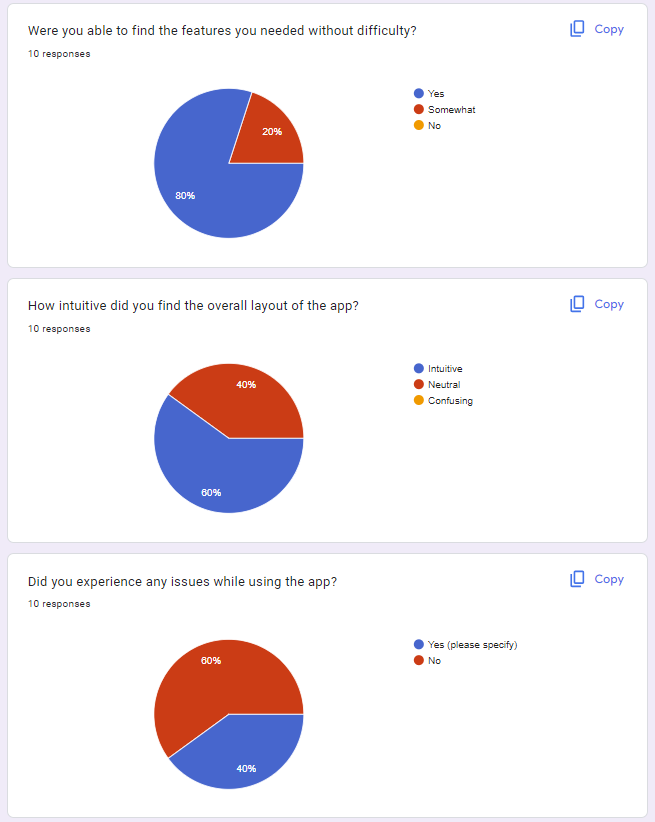 Were you able to find the features you needed without difficulty?
Copy
10 responses
Yes
Somewhat
No
20%
80%
How intuitive did you find the overall layout of the app?
Copy
10 responses
Intuitive
Neutral
Confusing
40%
60%
Did you experience any issues while using the app?
Copy
10 responses
Yes (please specify)
No
60%
40%